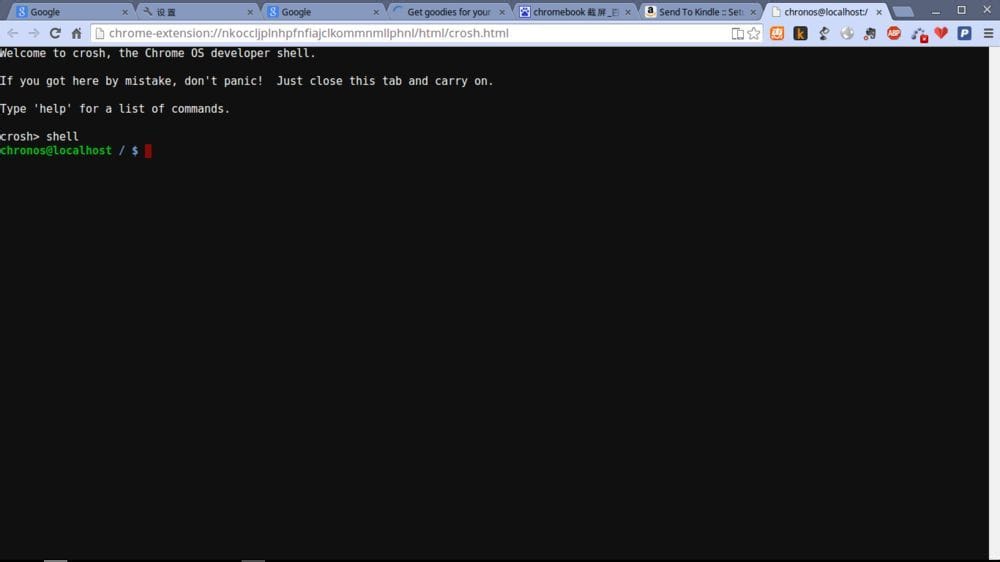 Google
设置
Google
Get goodies for your
chromebook 截屏_百
Send To Kindle :: Set
chronos@localhost:/
chrome-extension://nkoccljplnhpfnfiajclkommnmllphnl/html/crosh.html
ABP
Welcome to crosh, the Chrome OS developer shell.
If you got here by mistake, don't panic!  Just close this tab and carry on.
Type 'help' for a list of commands.
crosh> shell
chronos@localhost / $